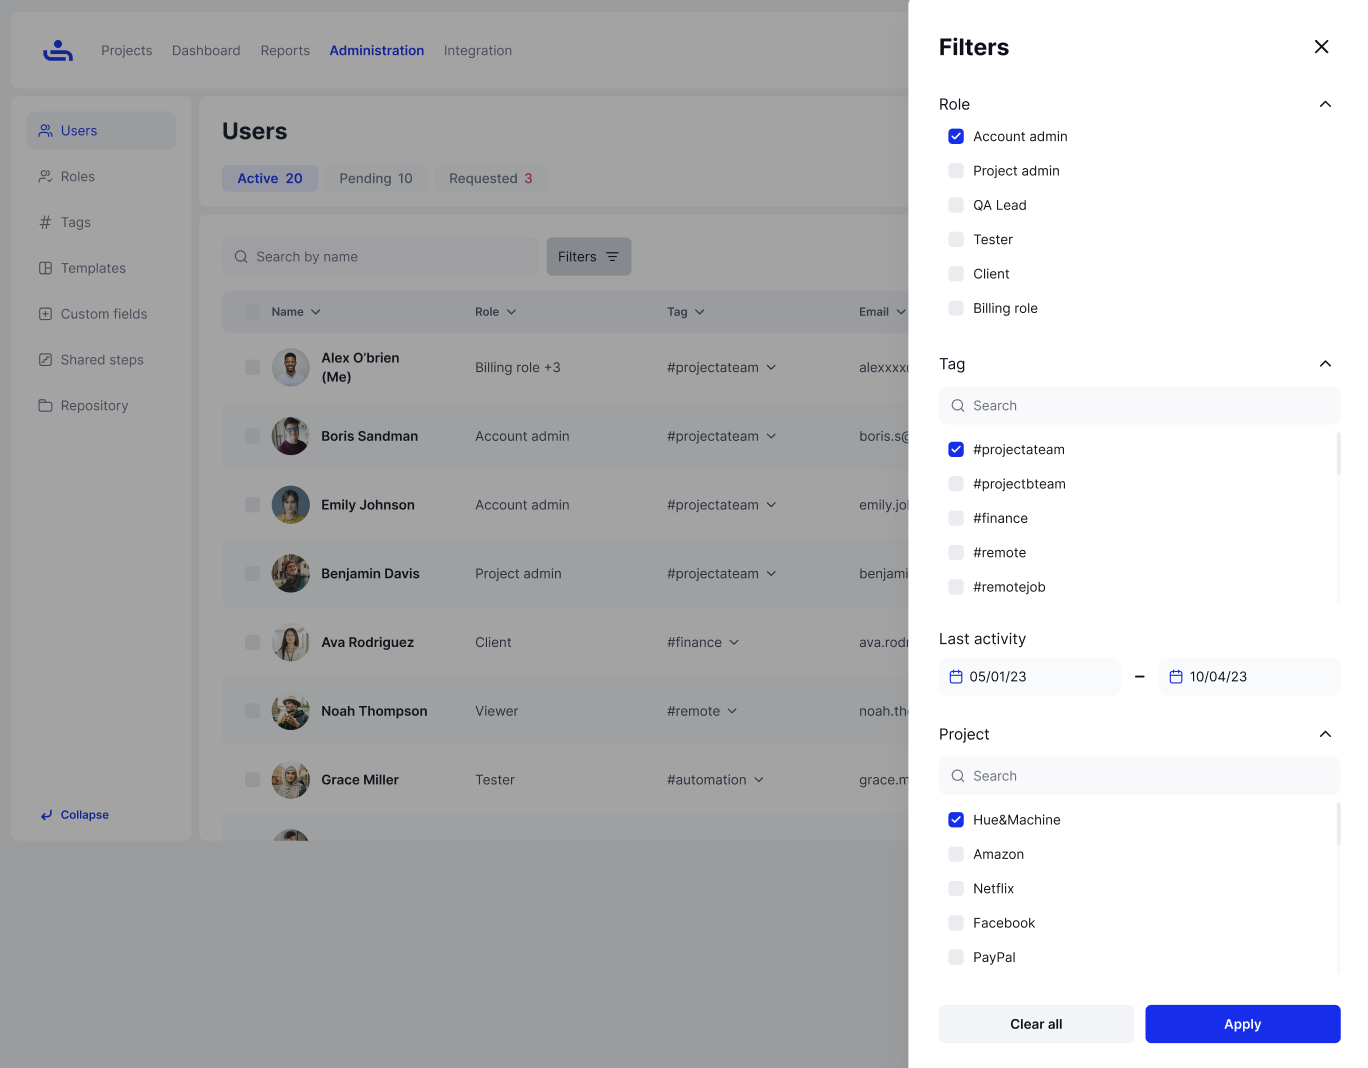 Projects Dashboard Reports Administration Integration
Users
Roles
Tags
Templates
Custom fields
Shared steps
Repository
Collapse
Users
Active 20 Pending 10 Requested 3
Search by name Filters
Name Role Tag Email
Alex O’brien
(Me) Billing role +3 #projectateam alexxxx
Boris Sandman Account admin #projectateam boris.s@
Emily Johnson Account admin #projectateam emily.jo
Benjamin Davis Project admin #projectateam benjami
Ava Rodriguez Client #finance ava.rodr
Noah Thompson Viewer #remote noah.th
Grace Miller Tester #automation grace.m
Filters
Role
Account admin
Project admin
QA Lead
Tester
Client
Billing role
Tag
Search
#projectateam
#projectbteam
#finance
#remote
#remotejob
Last activity
05/01/23 – 10/04/23
Project
Search
Hue&Machine
Amazon
Netflix
Facebook
PayPal
Clear all Apply